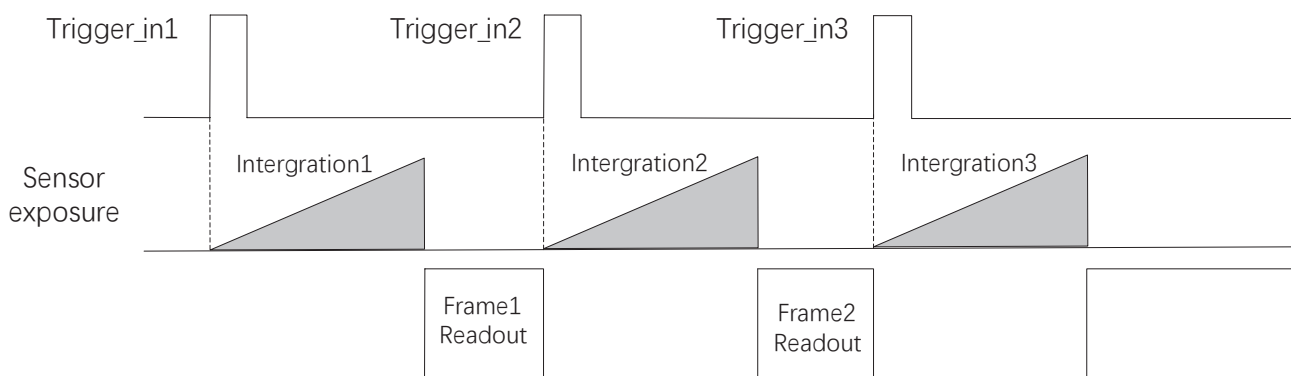 Trigger_in1
Trigger_in2
Trigger_in3
Intergration1
Intergration2
Intergration3
Sensor
exposure
Frame1
Readout
Frame2
Readout